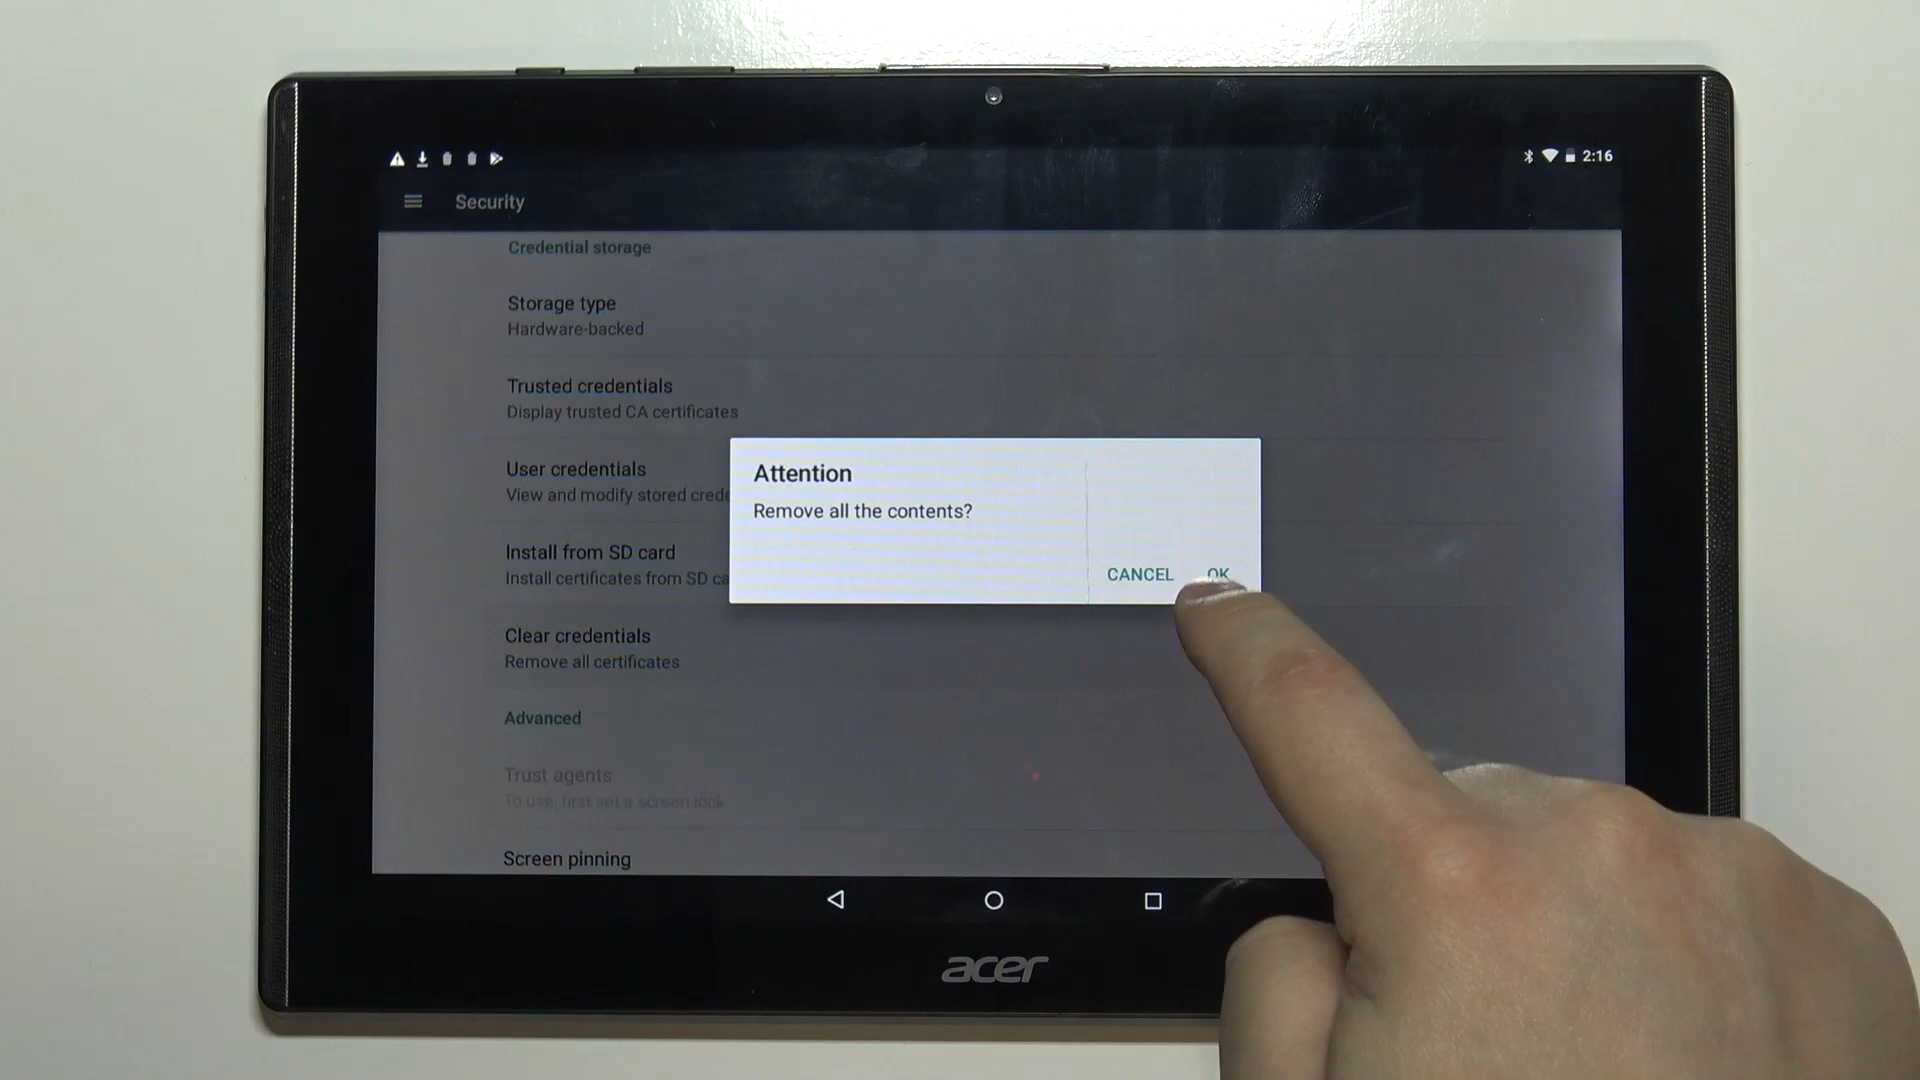 2:16
Security
Credential storage
Storage type
Hardware-backed
Trusted credentials
Display trusted CA certificates
User credentials
View and modify stored crede
Install from SD card
Install certificates from SD ca
Clear credentials
Remove all certificates
Advanced
Trust agents
To use, first set a screen lock
Screen pinning
Attention
Remove all the contents?
CANCEL
OK
acer